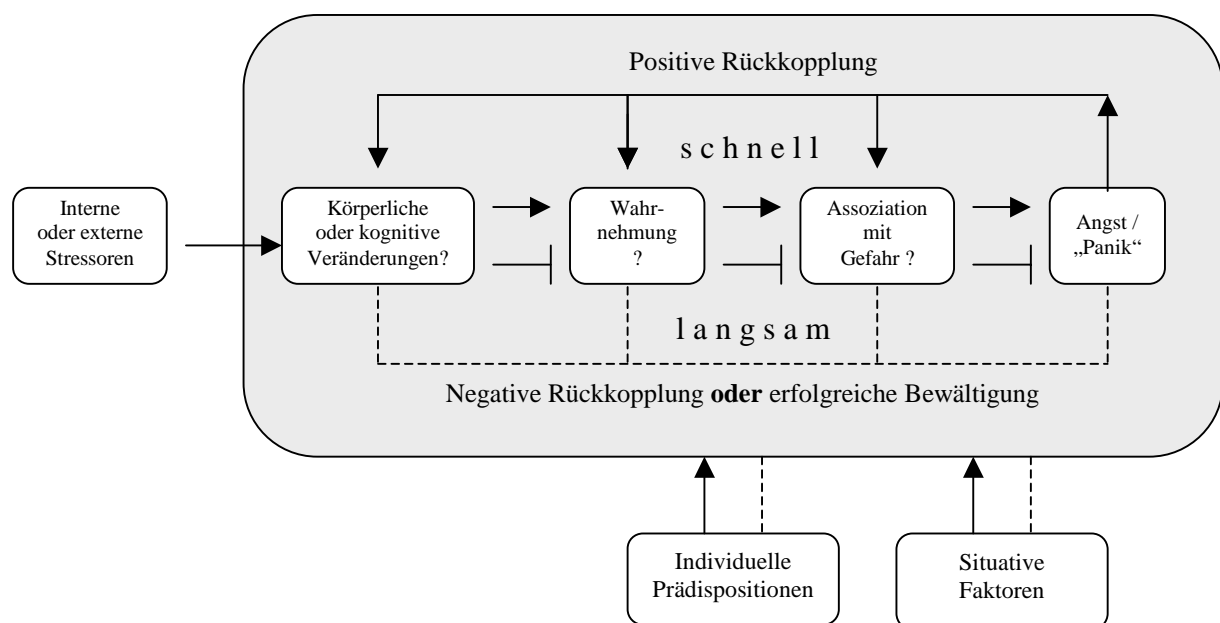 Positive Rückkopplung
s c h n e l l
Interne
oder externe
Stressoren
Körperliche
oder kognitive
Veränderungen?
Wahr-
nehmung
?
Assoziation
mit
Gefahr ?
Angst /
„Panik“
l a n g s a m
Negative Rückkopplung oder erfolgreiche Bewältigung
Individuelle
Prädispositionen
Situative
Faktoren